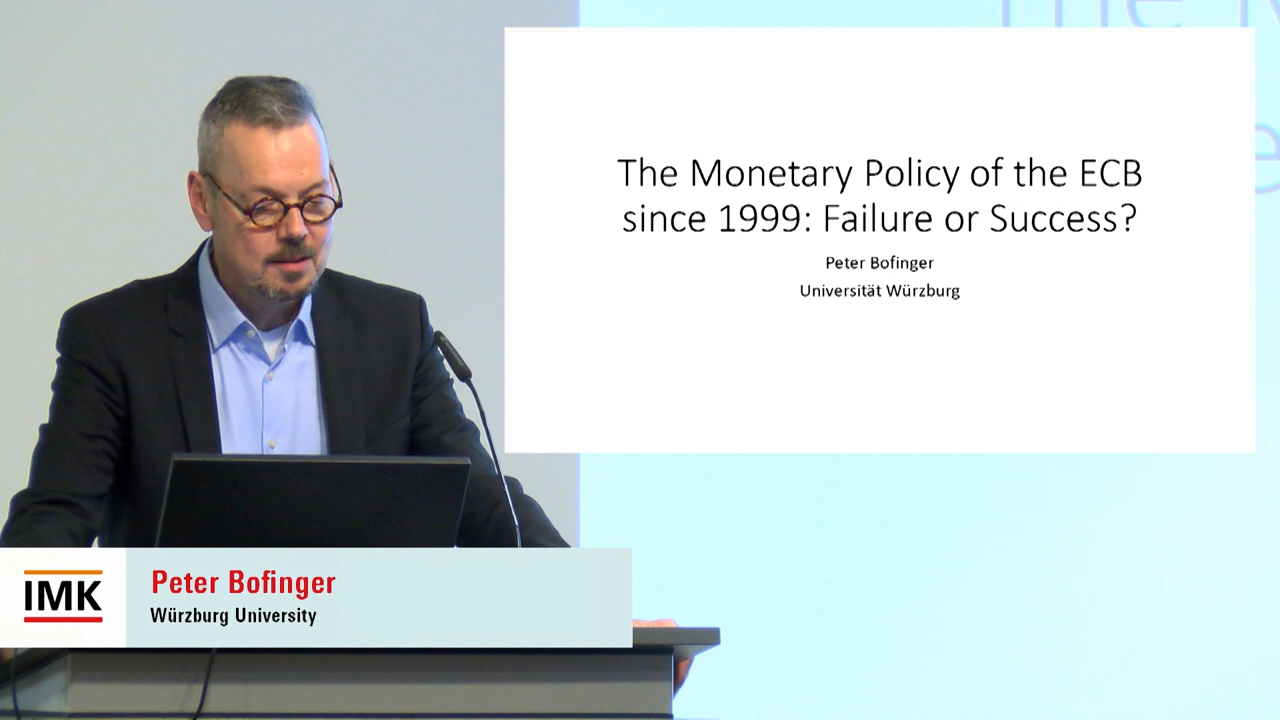 The M
The Monetary Policy of the ECB
since 1999: Failure or Success?
Peter Bofinger
Universität Würzburg
IMK
Peter Bofinger
Würzburg University